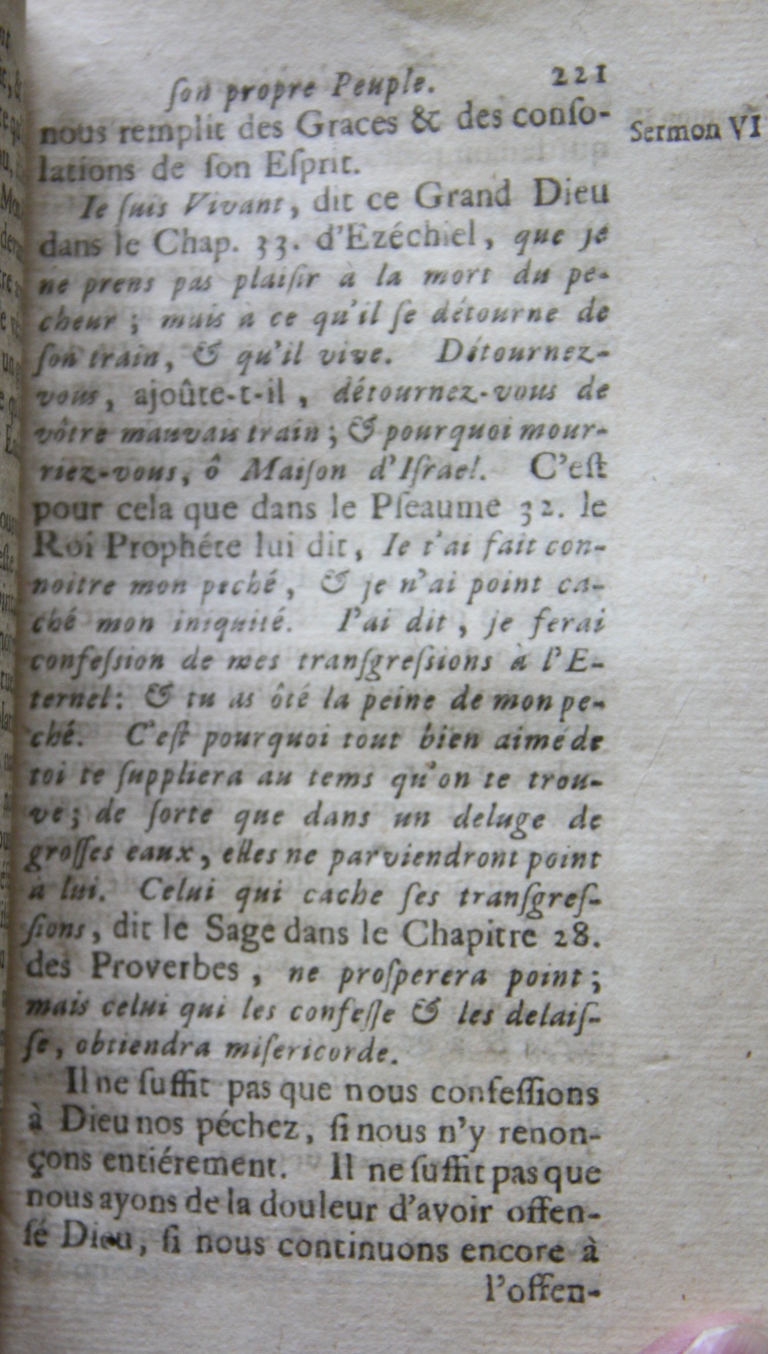 ſon propre Peuple. 221
nous remplit des Graces & des conſo-
Sermon VI
lations de ſon Eſprit.
Je ſuis Vivant, dit ce Grand Dieu
dans le Chap. 33. d'Ezéchiel, que je
ne prens pas plaiſir à la mort du pe-
cheur ; mais à ce qu'il ſe détourne de
ſon train, & qu'il vive. Détournez-
vous, ajoûte-t-il, détournez-vous de
vôtre mauvais train ; & pourquoi mour-
riez-vous, ô Maiſon d'Iſrael. C'eſt
pour cela que dans le Pſeaume 32. le
Roi Prophéte lui dit, Je t'ai fait con-
noitre mon peché, & je n'ai point ca-
ché mon iniquité. J'ai dit, je ferai
confeſsion de mes tranſgreſsions à l'E-
ternel: & tu as ôté la peine de mon pe-
ché. C'eſt pourquoi tout bien aimé de
toi te ſuppliera au tems qu'on te trou-
ve ; de ſorte que dans un deluge de
groſſes eaux, elles ne parviendront point
à lui. Celui qui cache ſes tranſgreſ-
ſions, dit le Sage dans le Chapitre 28.
des Proverbes, ne proſperera point ;
mais celui qui les confeſſe & les delaiſ-
ſe, obtiendra miſericorde.
Il ne ſuffit pas que nous confeſſions
à Dieu nos péchez, ſi nous n'y renon-
çons entiérement. Il ne ſuffit pas que
nous ayons de la douleur d'avoir offen-
ſé Dieu, ſi nous continuons encore à
l'offen-